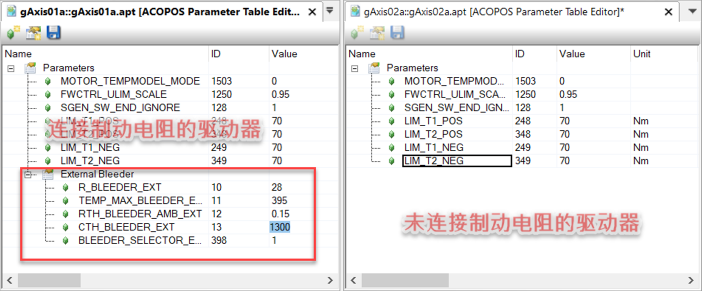 gAxis01a::gAxis01a.apt [ACOPOS Parameter Table Edit...
Name ID Value
Parameters
MOTOR_TEMPMODEL_MODE 1503 0
FWCTRL_ULIM_SCALE 1250 0.95
SGEN_SW_END_IGNORE 128 1
LIM_T1_POS 248 70
LIM_T2_POS 348 70
LIM_T1_NEG 249 70
LIM_T2_NEG 349 70
连接制动电阻的驱动器
External Bleeder
R_BLEEDER_EXT 10 28
TEMP_MAX_BLEEDER_E... 11 395
RTH_BLEEDER_AMB_EXT 12 0.15
CTH_BLEEDER_EXT 13 1300
BLEEDER_SELECTOR_E... 398 1
gAxis02a::gAxis02a.apt [ACOPOS Parameter Table Editor]*
Name ID Value Unit
Parameters
MOTOR_TEMPMOD... 1503 0
FWCTRL_ULIM_SCALE 1250 0.95
SGEN_SW_END_IGN... 128 1
LIM_T1_POS 248 70 Nm
LIM_T2_POS 348 70 Nm
LIM_T1_NEG 249 70 Nm
LIM_T2_NEG 349 70 Nm
未连接制动电阻的驱动器